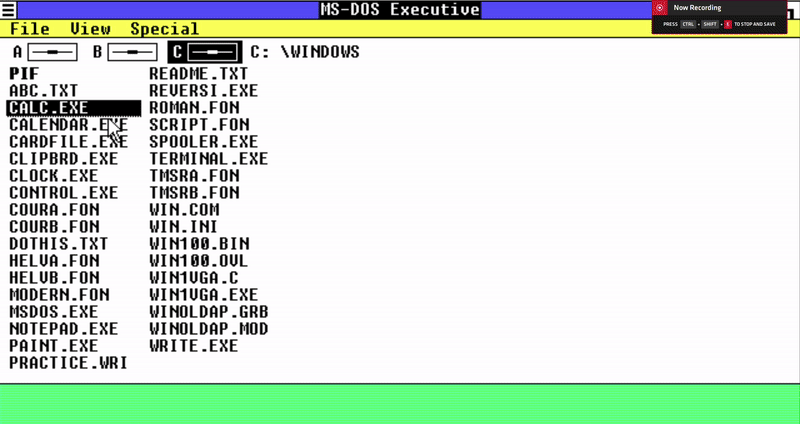 MS-DOS Executive
Now Recording
PRESS CTRL + SHIFT + E TO STOP AND SAVE
File View Special
A B C C: \WINDOWS
PIF README.TXT
ABC.TXT REVERSI.EXE
CALC.EXE ROMAN.FON
CALENDAR.EXE SCRIPT.FON
CARDFILE.EXE SPOOLER.EXE
CLIPBRD.EXE TERMINAL.EXE
CLOCK.EXE TMSRA.FON
CONTROL.EXE TMSRB.FON
COURA.FON WIN.COM
COURB.FON WIN.INI
DOTHIS.TXT WIN100.BIN
HELVA.FON WIN100.OVL
HELVB.FON WIN1VGA.C
MODERN.FON WIN1VGA.EXE
MSDOS.EXE WINOLDAP.GRB
NOTEPAD.EXE WINOLDAP.MOD
PAINT.EXE WRITE.EXE
PRACTICE.WRI